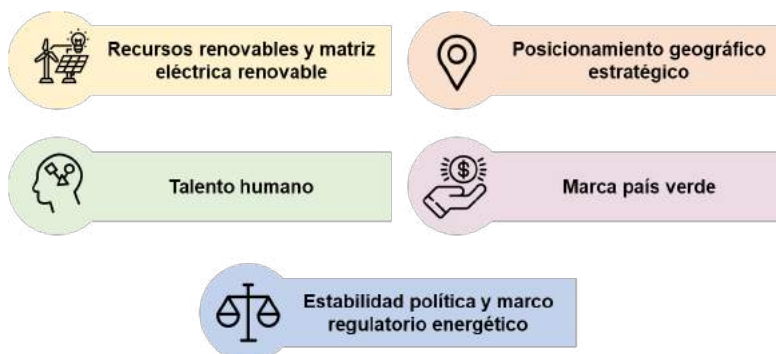 Recursos renovables y matriz
eléctrica renovable
Posicionamiento geográfico
estratégico
Talento humano
Marca país verde
Estabilidad política y marco
regulatorio energético